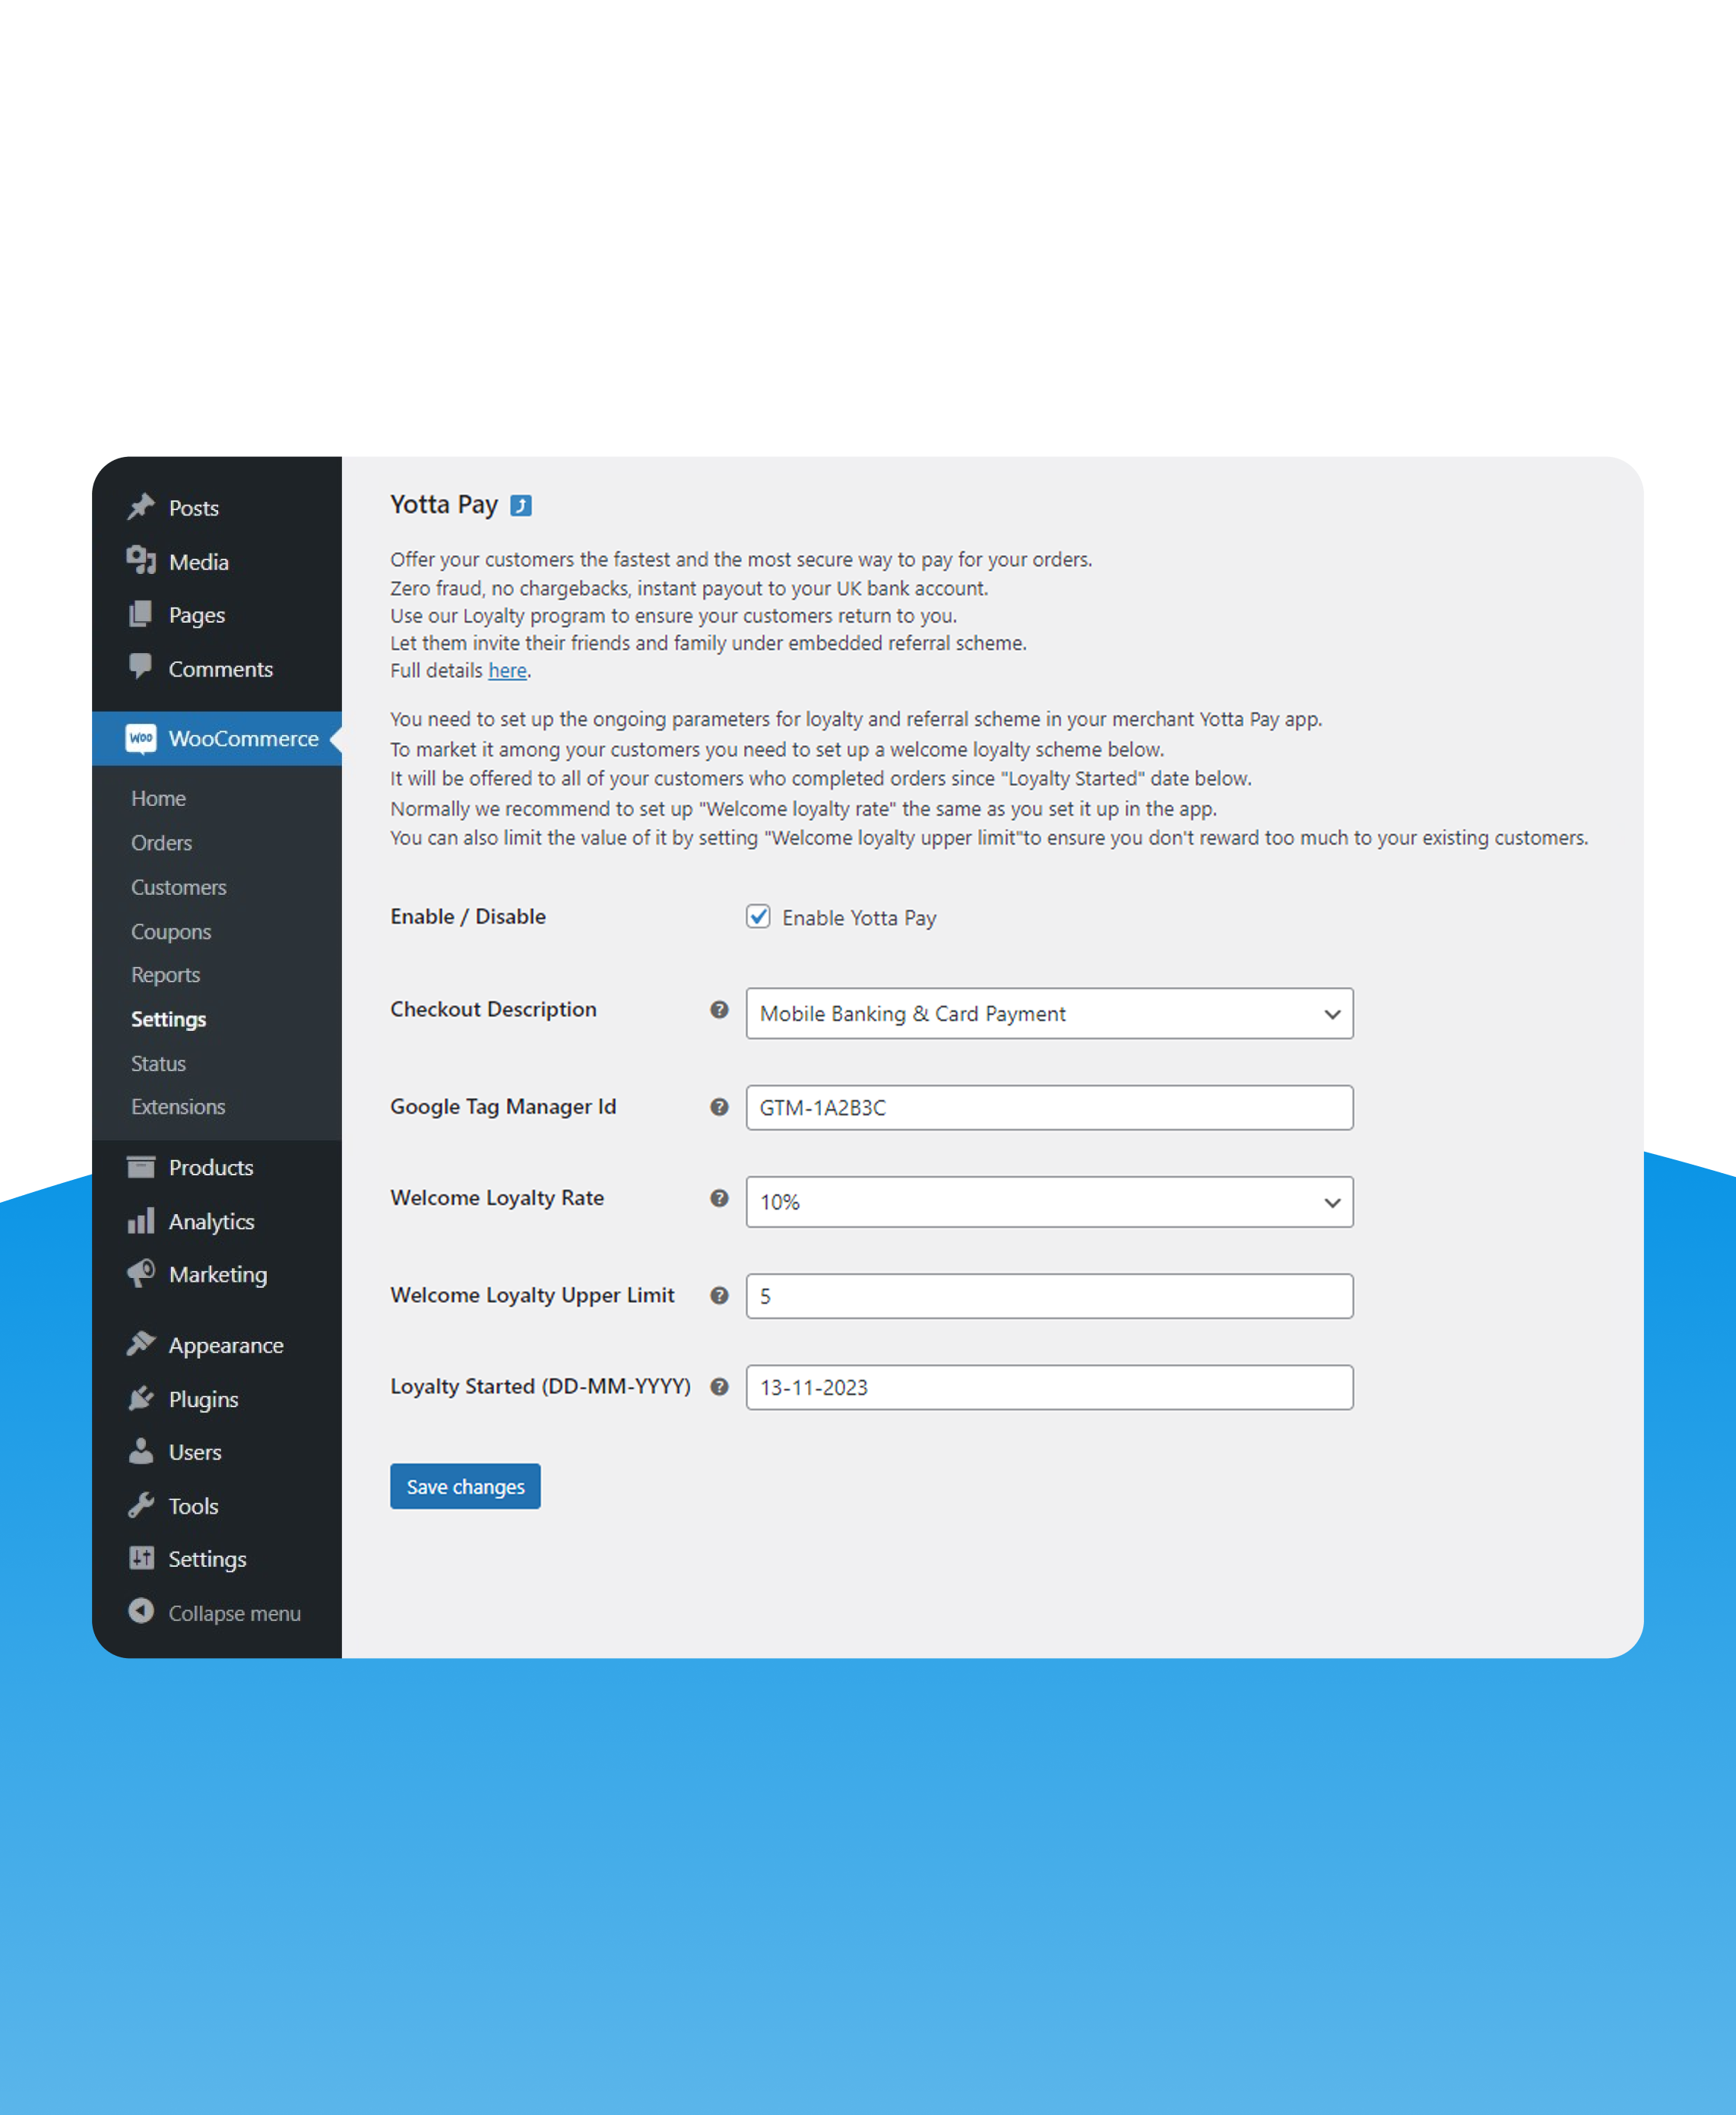 Posts
Media
Pages
Comments
woo WooCommerce
Home
Orders
Customers
Coupons
Reports
Settings
Status
Extensions
Products
Analytics
Marketing
Appearance
Plugins
Users
Tools
Settings
Collapse menu
Yotta Pay
Offer your customers the fastest and the most secure way to pay for your orders.
Zero fraud, no chargebacks, instant payout to your UK bank account.
Use our Loyalty program to ensure your customers return to you.
Let them invite their friends and family under embedded referral scheme.
Full details here.
You need to set up the ongoing parameters for loyalty and referral scheme in your merchant Yotta Pay app.
To market it among your customers you need to set up a welcome loyalty scheme below.
It will be offered to all of your customers who completed orders since "Loyalty Started" date below.
Normally we recommend to set up "Welcome loyalty rate" the same as you set it up in the app.
You can also limit the value of it by setting "Welcome loyalty upper limit"to ensure you don't reward too much to your existing customers.
Enable / Disable Enable Yotta Pay
Checkout Description ? Mobile Banking & Card Payment
Google Tag Manager Id ? GTM-1A2B3C
Welcome Loyalty Rate ? 10%
Welcome Loyalty Upper Limit ? 5
Loyalty Started (DD-MM-YYYY) ? 13-11-2023
Save changes